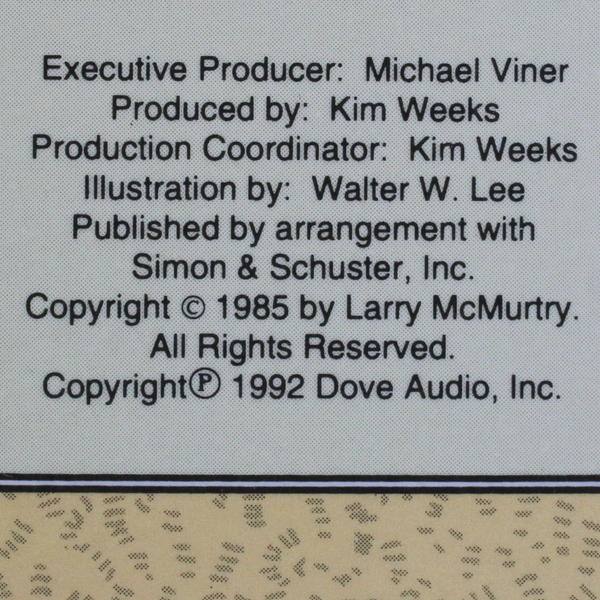 Executive Producer: Michael Viner
Produced by: Kim Weeks
Production Coordinator: Kim Weeks
Illustration by: Walter W. Lee
Published by arrangement with
Simon & Schuster, Inc.
Copyright © 1985 by Larry McMurtry.
All Rights Reserved.
Copyright℗ 1992 Dove Audio, Inc.